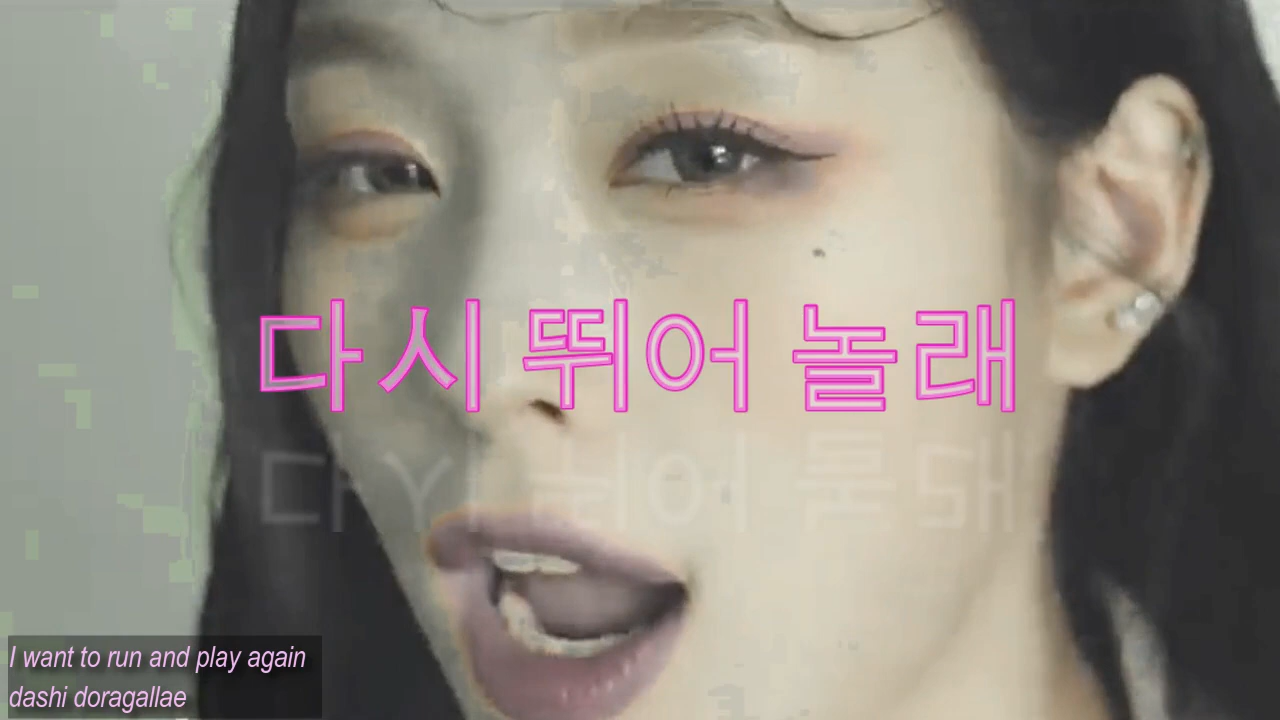 다시 뛰어 놀래
I want to run and play again
dashi doragallae